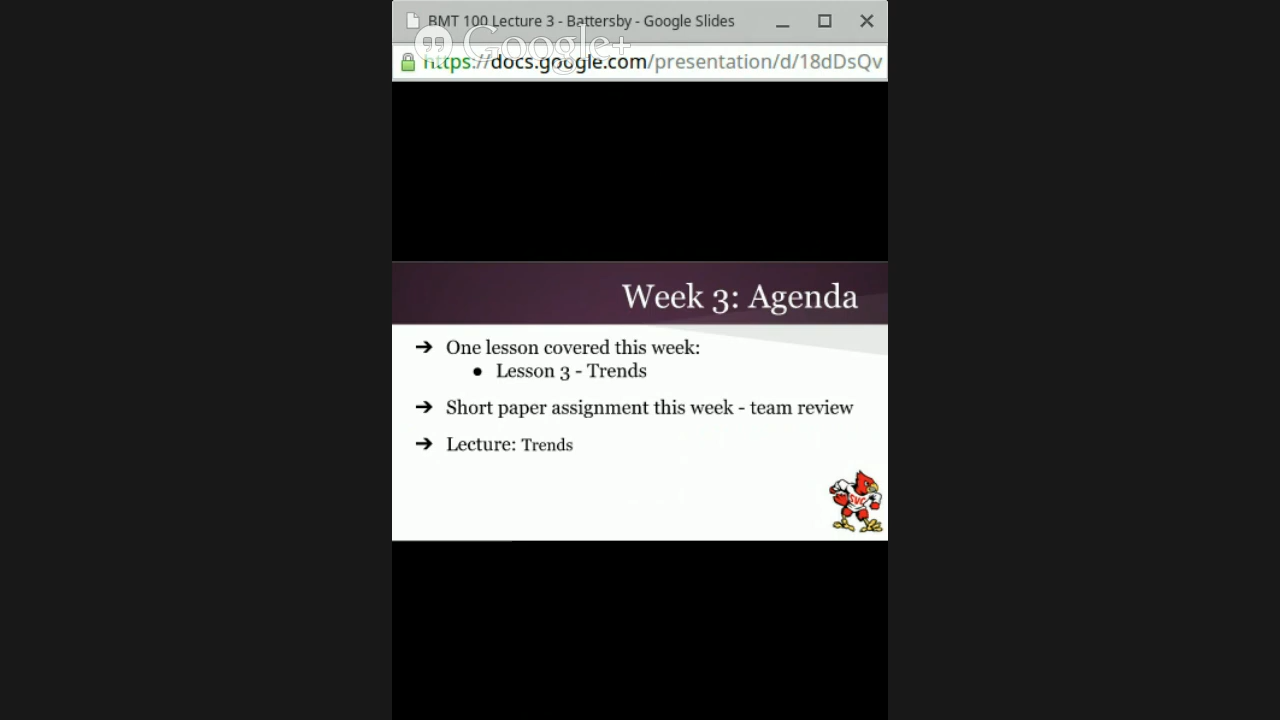 BMT 100 Lecture 3 - Battersby - Google Slides
Google+
https://docs.google.com/presentation/d/18dDsQv
Week 3: Agenda
➔ One lesson covered this week:
● Lesson 3 - Trends
➔ Short paper assignment this week - team review
➔ Lecture: Trends
SVC